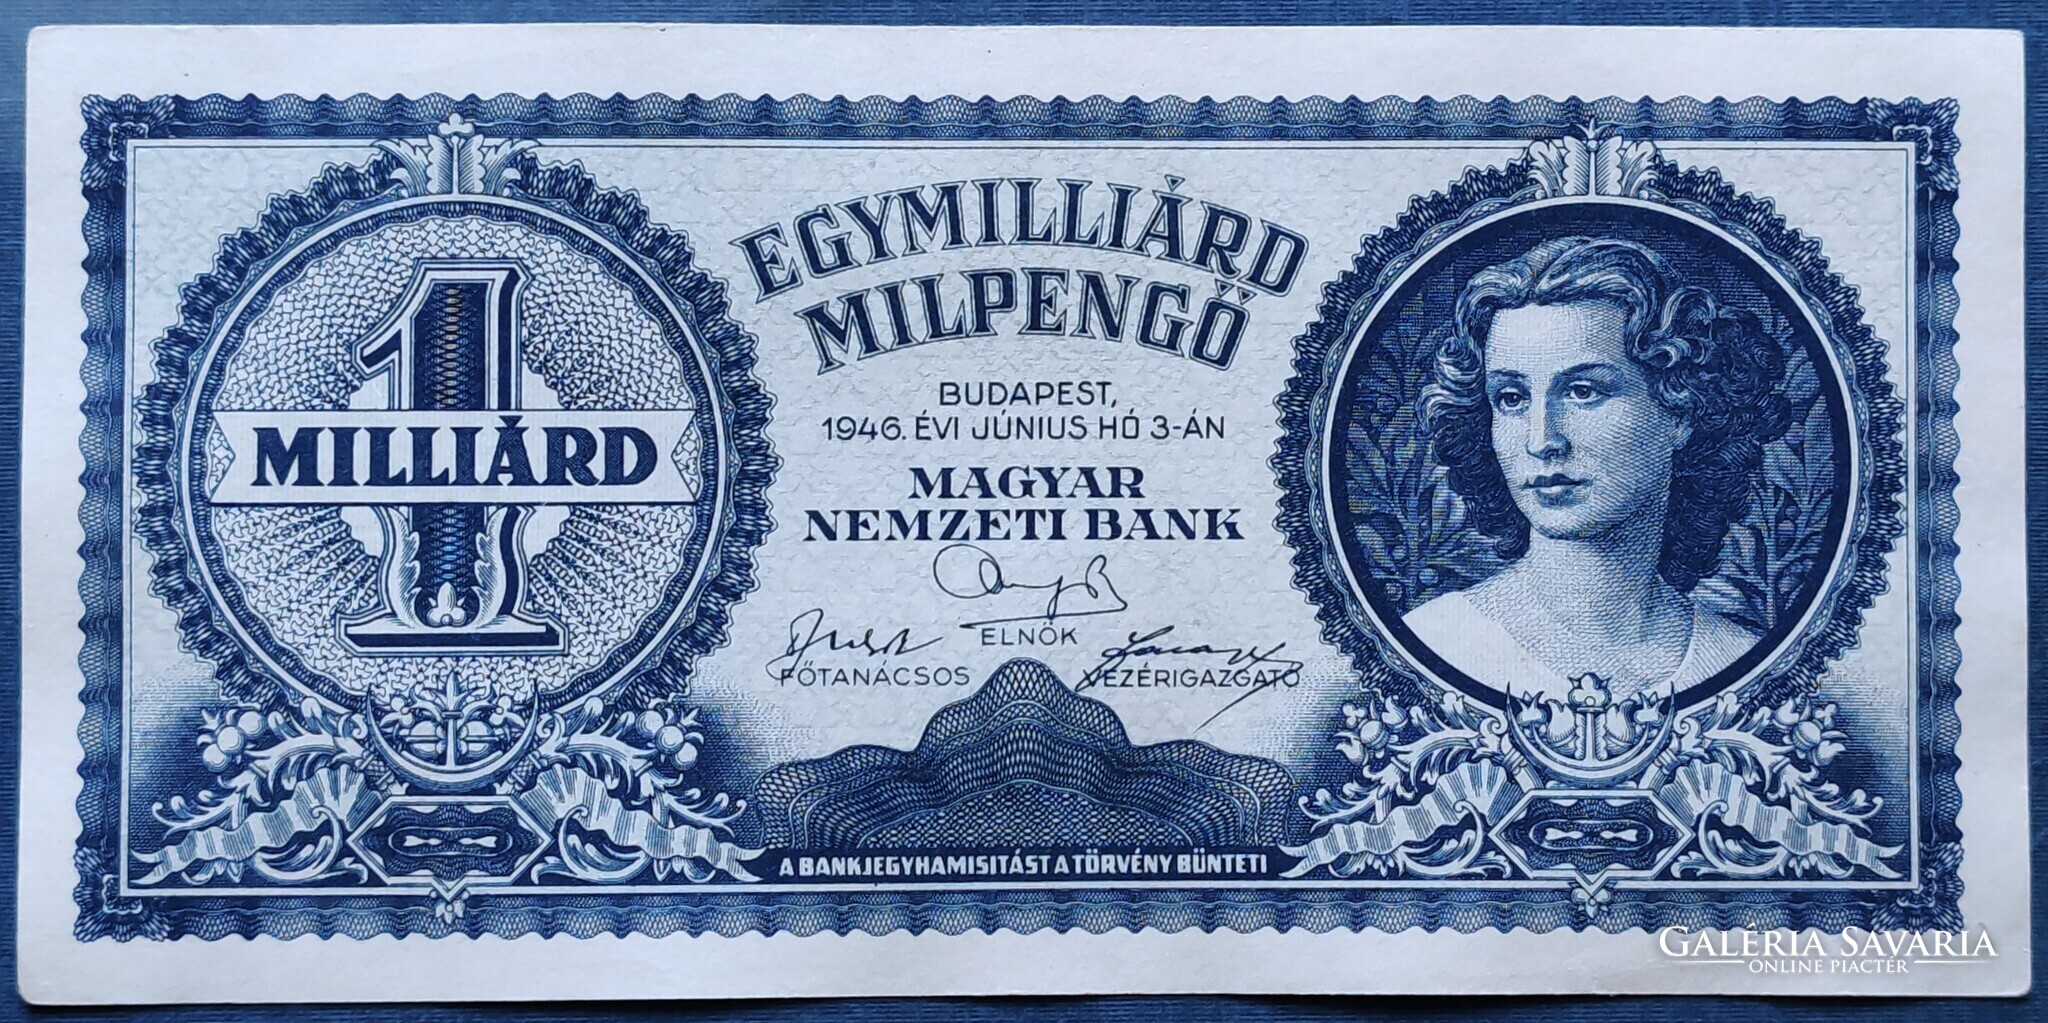 EGYMILLIÁRD
MILPENGŐ
1
MILLIÁRD
BUDAPEST,
1946. ÉVI JÚNIUS HÓ 3-ÁN
MAGYAR
NEMZETI BANK
ELNÖK
FŐTANÁCSOS
VEZÉRIGAZGATÓ
A BANKJEGYHAMISITÁST A TÖRVÉNY BÜNTETI
GALÉRIA SAVARIA
ONLINE PIACTÉR